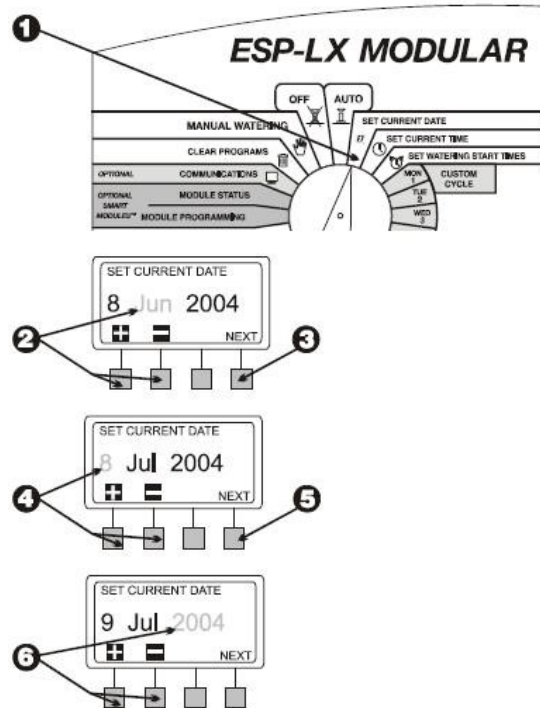 1
ESP-LX MODULAR
OFF
AUTO
MANUAL WATERING
CLEAR PROGRAMS
OPTIONAL
COMMUNICATIONS
OPTIONAL
SMART
MODULES™
MODULE STATUS
MODULE PROGRAMMING
SET CURRENT DATE
SET CURRENT TIME
SET WATERING START TIMES
MON
1
TUE
2
WED
3
CUSTOM
CYCLE
SET CURRENT DATE
8 Jun 2004
NEXT
2
3
SET CURRENT DATE
8 Jul 2004
NEXT
4
5
SET CURRENT DATE
9 Jul 2004
NEXT
6